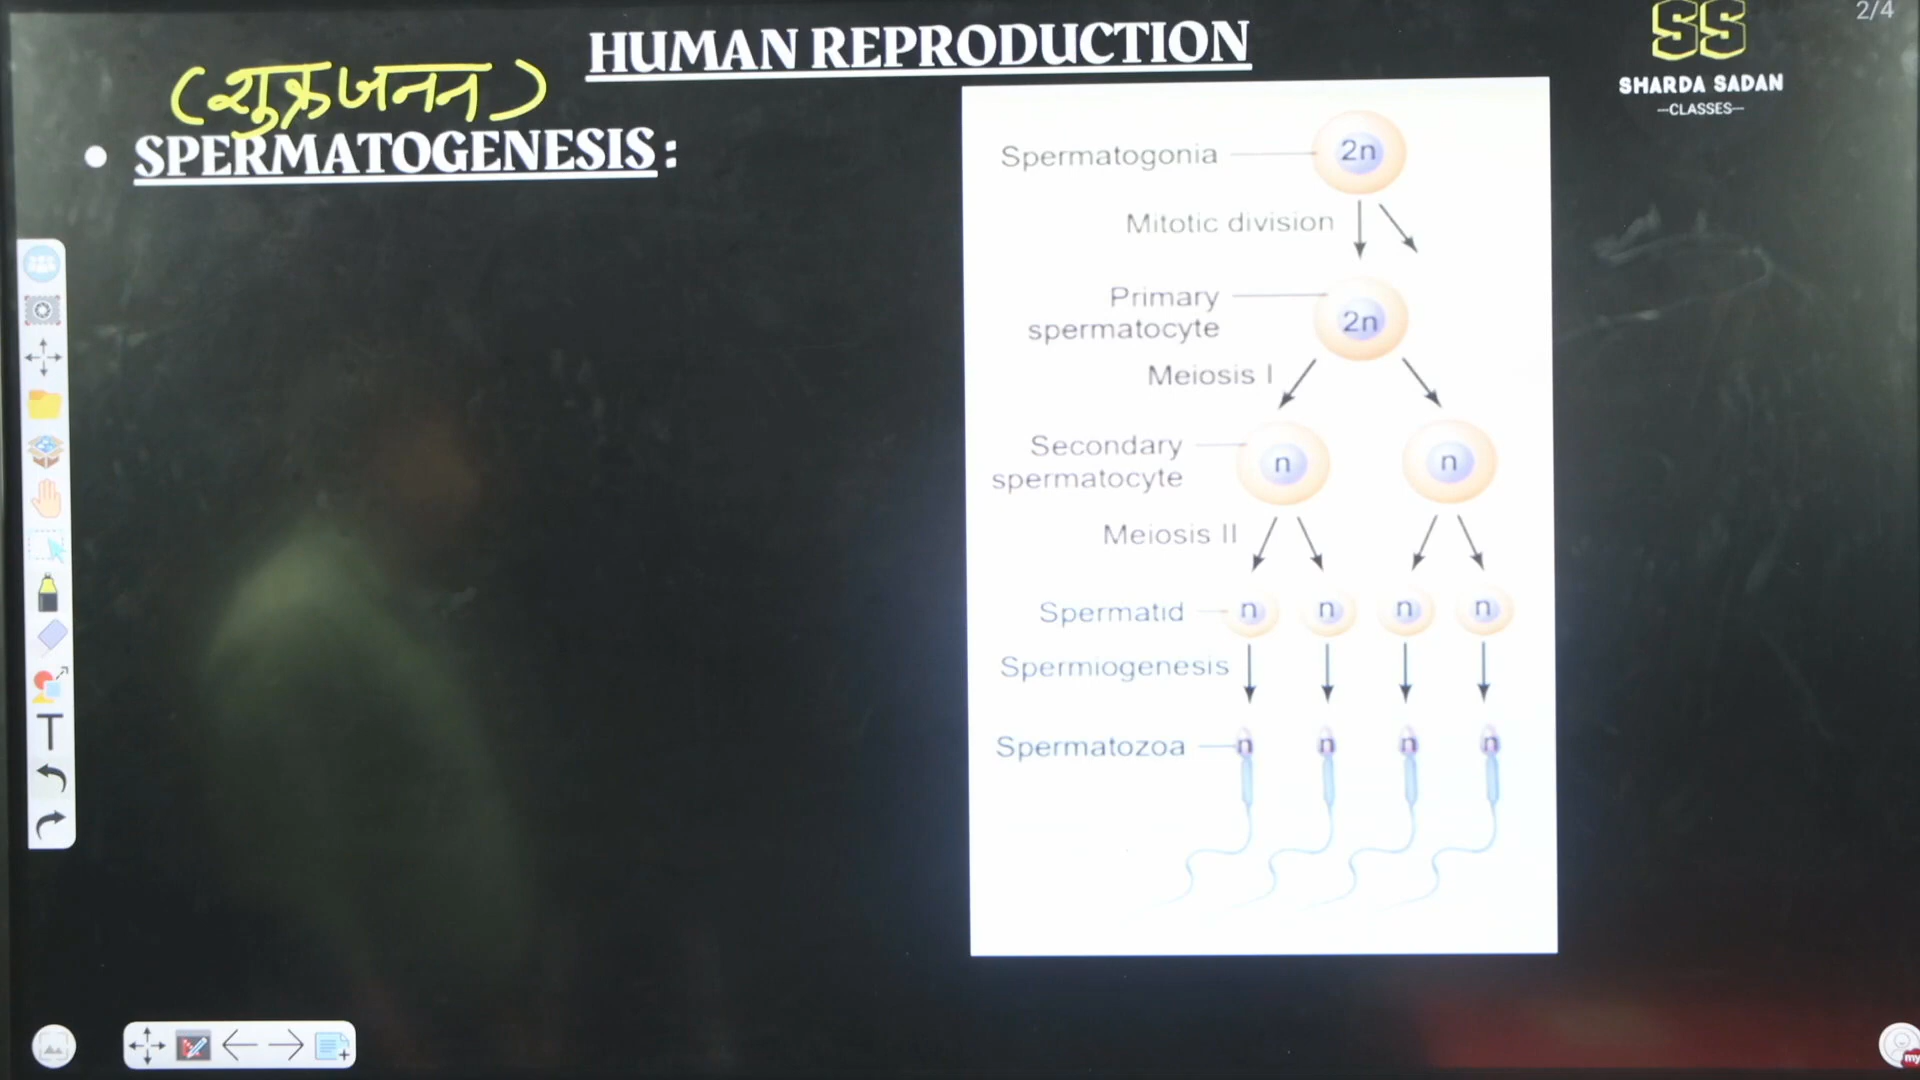 HUMAN REPRODUCTION
(शुक्रजनन)
• SPERMATOGENESIS :
SS
SHARDA SADAN
—CLASSES—
2/4
Spermatogonia
2n
Mitotic division
Primary
spermatocyte
2n
Meiosis I
Secondary
spermatocyte
n n
Meiosis II
Spermatid
n n n n
Spermiogenesis
Spermatozoa
n n n n
T
my